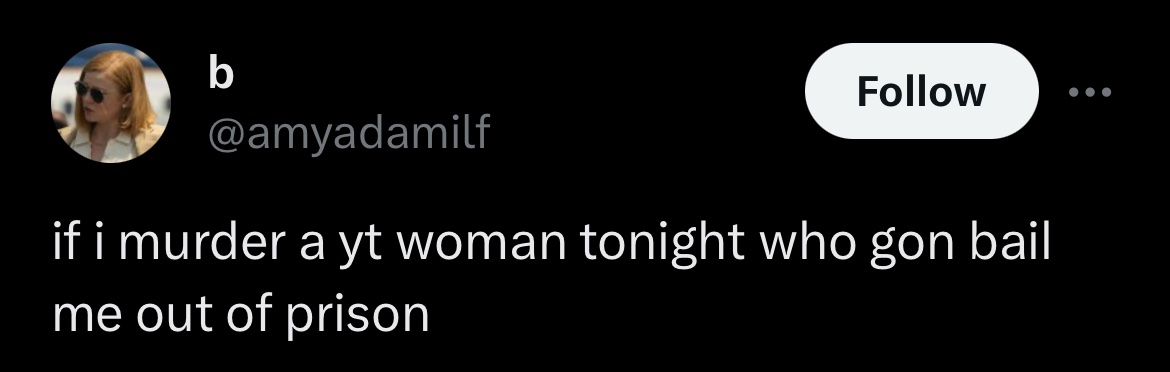 b
@amyadamilf
Follow
if i murder a yt woman tonight who gon bail
me out of prison